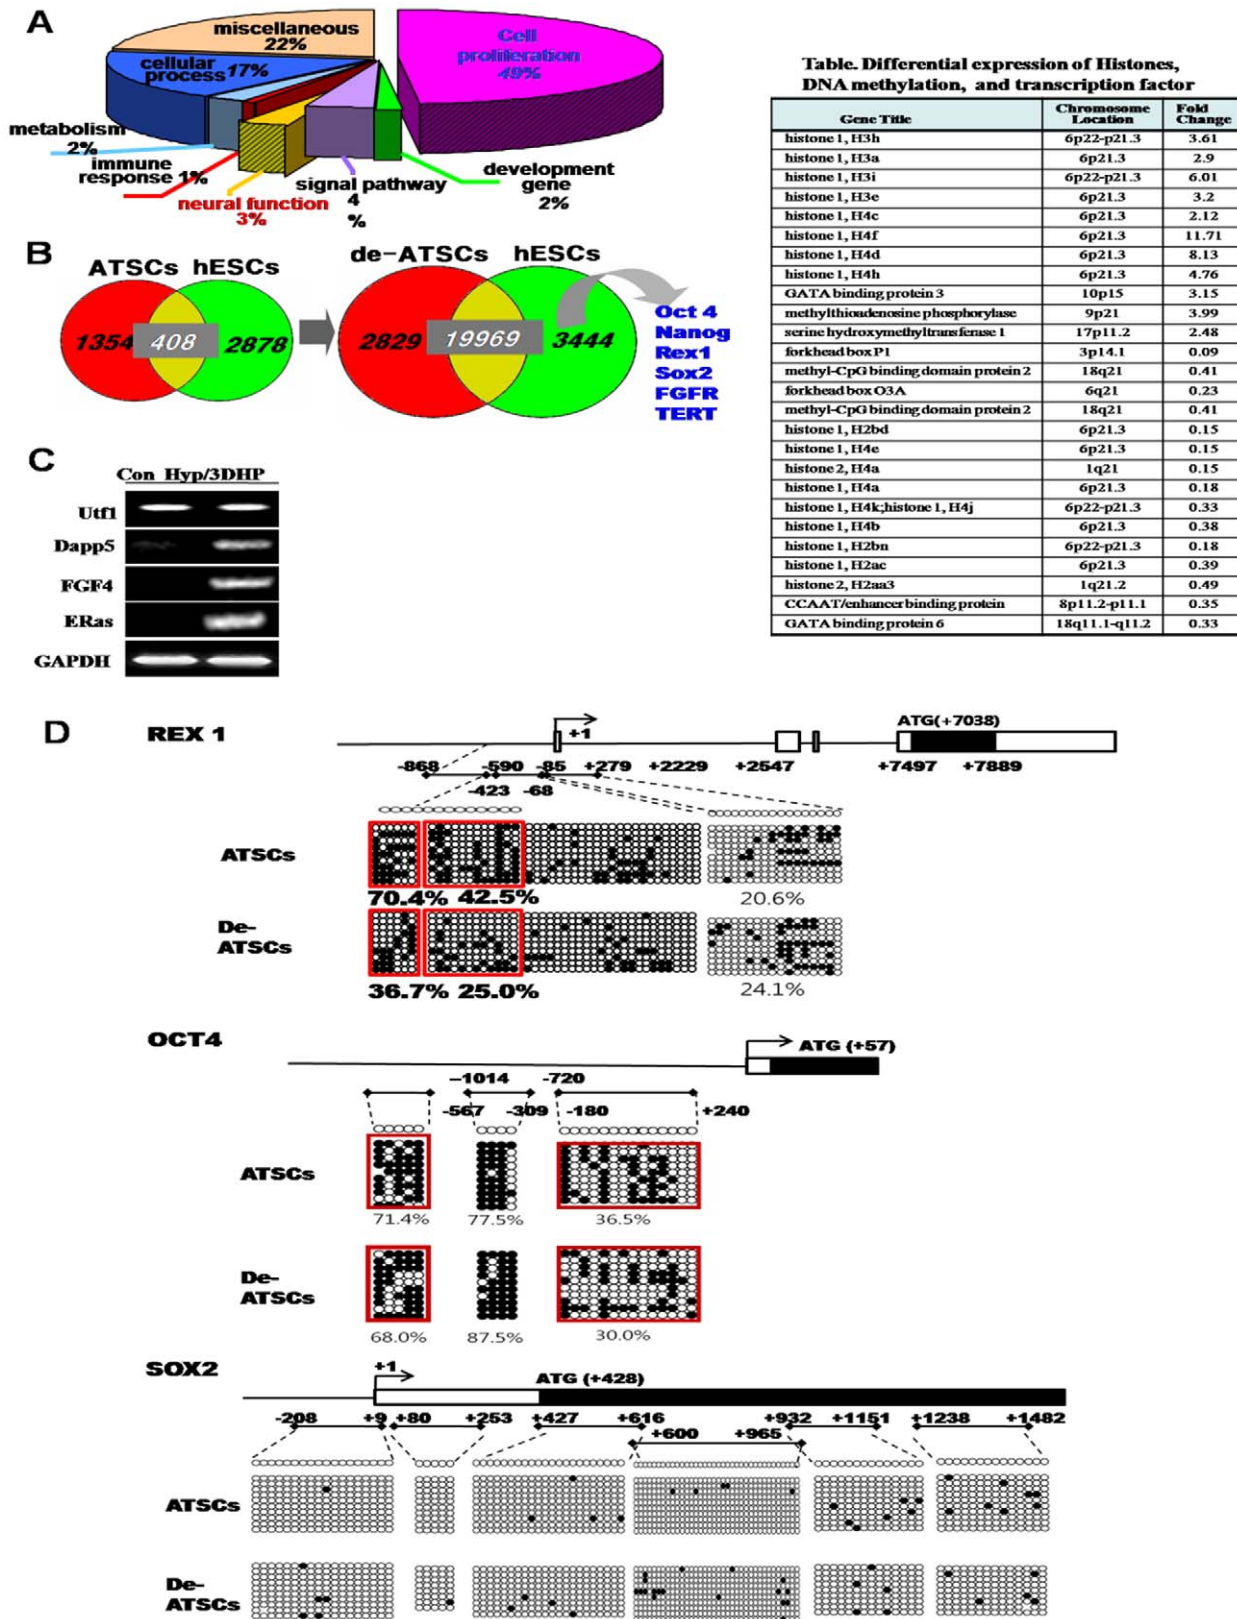 A
miscellaneous
22%
Cell
proliferation
49%
cellular
process 17%
metabolism
2%
immune
response 1%
neural function
3%
signal pathway
4
%
development
gene
2%
Table. Differential expression of Histones,
DNA methylation, and transcription factor
Gene Title Chromosome Location Fold Change
histone 1, H3h 6p22-p21.3 3.61
histone 1, H3a 6p21.3 2.9
histone 1, H3i 6p22-p21.3 6.01
histone 1, H3e 6p21.3 3.2
histone 1, H4c 6p21.3 2.12
histone 1, H4f 6p21.3 11.71
histone 1, H4d 6p21.3 8.13
histone 1, H4h 6p21.3 4.76
GATA binding protein 3 10p15 3.15
methylthioadenosine phosphorylase 9p21 3.99
serine hydroxymethyltransferase 1 17p11.2 2.48
forkhead box P1 3p14.1 0.09
methyl-CpG binding domain protein 2 18q21 0.41
forkhead box O3A 6q21 0.23
methyl-CpG binding domain protein 2 18q21 0.41
histone 1, H2bd 6p21.3 0.15
histone 1, H4e 6p21.3 0.15
histone 2, H4a 1q21 0.15
histone 1, H4a 6p21.3 0.18
histone 1, H4k;histone 1, H4j 6p22-p21.3 0.33
histone 1, H4b 6p21.3 0.38
histone 1, H2bn 6p22-p21.3 0.18
histone 1, H2ac 6p21.3 0.39
histone 2, H2aa3 1q21.2 0.49
CCAAT/enhancer binding protein 8p11.2-p11.1 0.35
GATA binding protein 6 18q11.1-q11.2 0.33
B
ATSCs hESCs
1354 408 2878
de-ATSCs hESCs
2829 19969 3444
Oct 4
Nanog
Rex1
Sox2
FGFR
TERT
C
Con Hyp/3DHP
Utf1
Dapp5
FGF4
ERas
GAPDH
D
REX 1
+1
ATG(+7038)
-868 -590 -85 +279 +2229 +2547 +7497 +7889
-423 -68
ATSCs
70.4% 42.5% 20.6%
De-
ATSCs
36.7% 25.0% 24.1%
OCT4
ATG (+57)
-1014 -720
-567 -309 -180 +240
ATSCs
71.4% 77.5% 36.5%
De-
ATSCs
68.0% 87.5% 30.0%
SOX2
+1
ATG (+428)
-208 +9 +80 +253 +427 +616 +932 +1151 +1238 +1482
+600 +965
ATSCs
De-
ATSCs